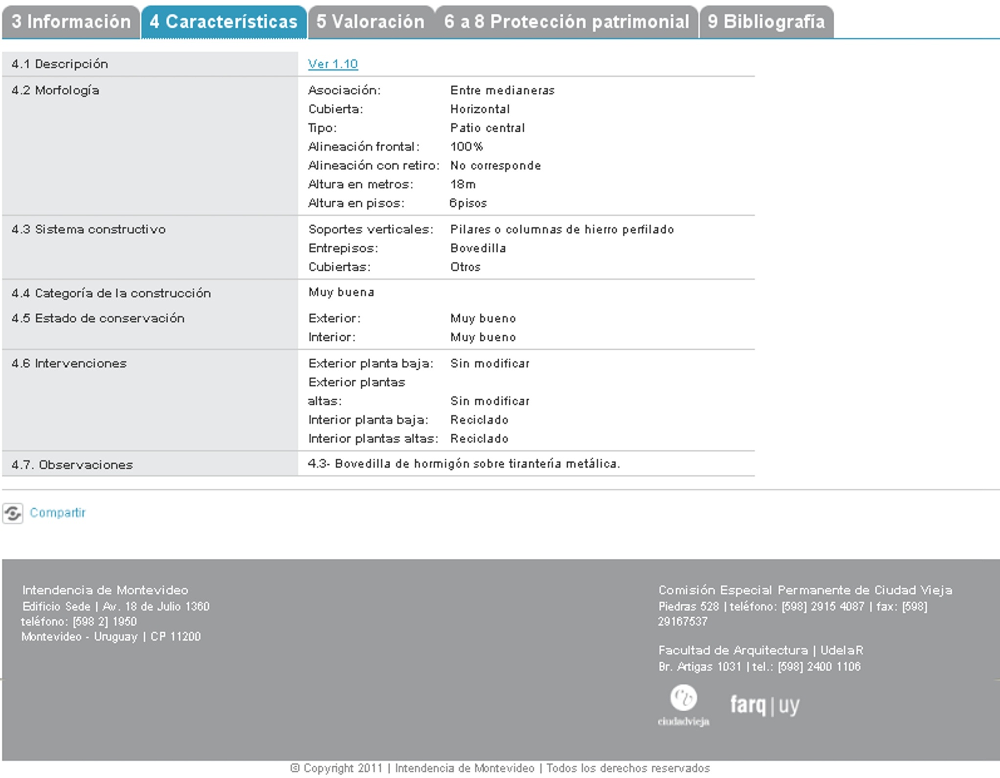 3 Información 4 Características 5 Valoración 6 a 8 Protección patrimonial 9 Bibliografía
4.1 Descripción Ver 1.10
4.2 Morfología Asociación: Entre medianeras
Cubierta: Horizontal
Tipo: Patio central
Alineación frontal: 100%
Alineación con retiro: No corresponde
Altura en metros: 18m
Altura en pisos: 6pisos
4.3 Sistema constructivo Soportes verticales: Pilares o columnas de hierro perfilado
Entrepisos: Bovedilla
Cubiertas: Otros
4.4 Categoría de la construcción Muy buena
4.5 Estado de conservación Exterior: Muy bueno
Interior: Muy bueno
4.6 Intervenciones Exterior planta baja: Sin modificar
Exterior plantas
altas: Sin modificar
Interior planta baja: Reciclado
Interior plantas altas: Reciclado
4.7. Observaciones 4.3- Bovedilla de hormigón sobre tirantería metálica.
Compartir
Intendencia de Montevideo
Edificio Sede | Av. 18 de Julio 1360
teléfono: [598 2] 1950
Montevideo - Uruguay | CP 11200
Comisión Especial Permanente de Ciudad Vieja
Piedras 528 | teléfono: [598] 2915 4087 | fax: [598]
29167537
Facultad de Arquitectura | UdelaR
Br. Artigas 1031 | tel.: [598] 2400 1106
cv
ciudadvieja
farq | uy
© Copyright 2011 | Intendencia de Montevideo | Todos los derechos reservados